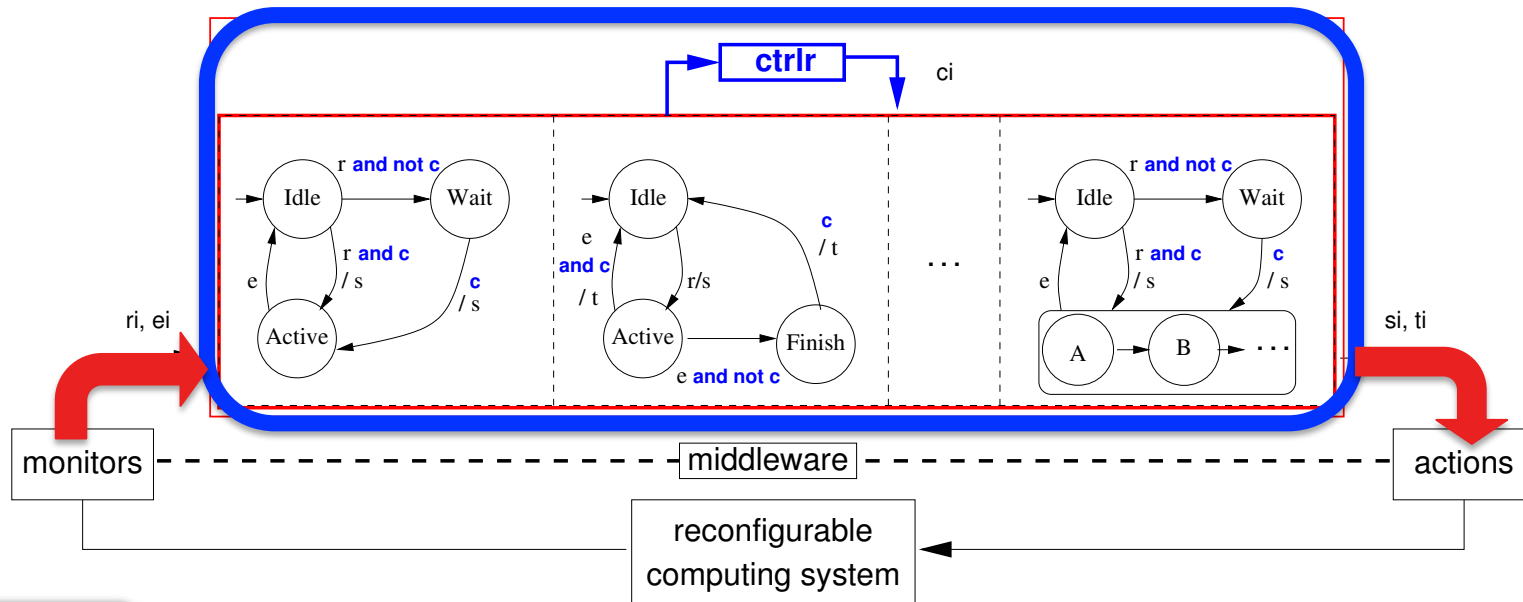 ctrlr
ci
r and not c
Idle
Wait
r and c
/ s
e
c
/ s
Active
Idle
c
/ t
e
and c
/ t
r/s
Active
Finish
e and not c
...
r and not c
Idle
Wait
r and c
/ s
e
c
/ s
A
B
...
ri, ei
si, ti
monitors
middleware
actions
reconfigurable
computing system